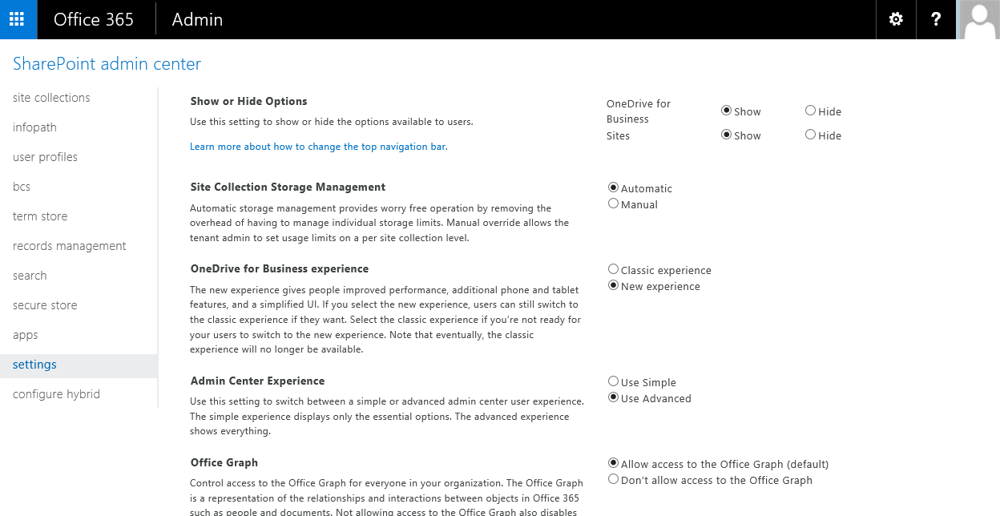 Office 365
Admin
?
SharePoint admin center
site collections
infopath
user profiles
bcs
term store
records management
search
secure store
apps
settings
configure hybrid
Show or Hide Options
Use this setting to show or hide the options available to users.
Learn more about how to change the top navigation bar.
OneDrive for
Business
Show
Hide
Sites
Show
Hide
Site Collection Storage Management
Automatic storage management provides worry free operation by removing the
overhead of having to manage individual storage limits. Manual override allows the
tenant admin to set usage limits on a per site collection level.
Automatic
Manual
OneDrive for Business experience
The new experience gives people improved performance, additional phone and tablet
features, and a simplified UI. If you select the new experience, users can still switch to
the classic experience if they want. Select the classic experience if you’re not ready for
your users to switch to the new experience. Note that eventually, the classic
experience will no longer be available.
Classic experience
New experience
Admin Center Experience
Use this setting to switch between a simple or advanced admin center user experience.
The simple experience displays only the essential options. The advanced experience
shows everything.
Use Simple
Use Advanced
Office Graph
Control access to the Office Graph for everyone in your organization. The Office Graph
is a representation of the relationships and interactions between objects in Office 365
such as people and documents. Not allowing access to the Office Graph also disables
Allow access to the Office Graph (default)
Don’t allow access to the Office Graph